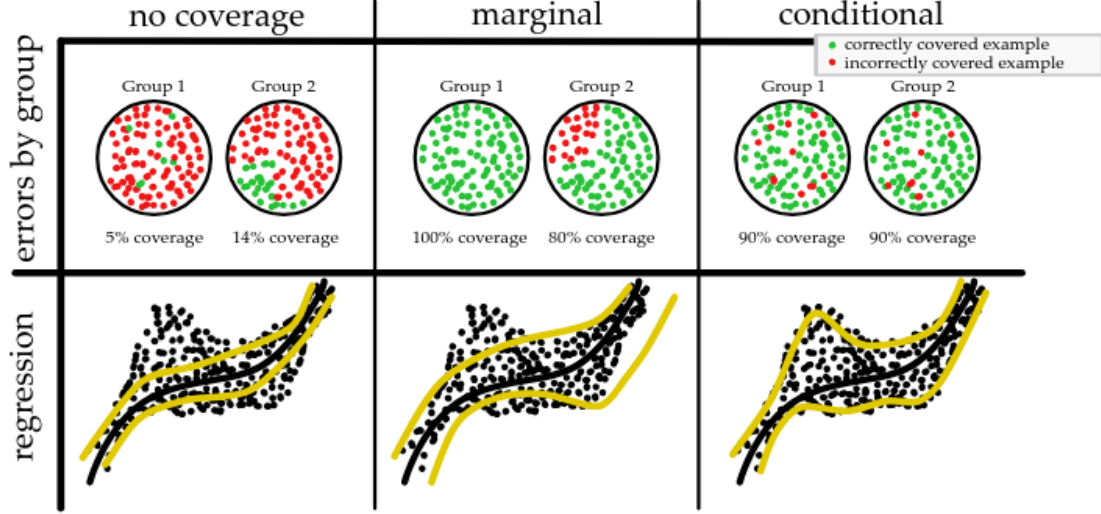 no coverage
marginal
conditional
correctly covered example
incorrectly covered example
errors by group
Group 1
Group 2
Group 1
Group 2
Group 1
Group 2
5% coverage
14% coverage
100% coverage
80% coverage
90% coverage
90% coverage
regression